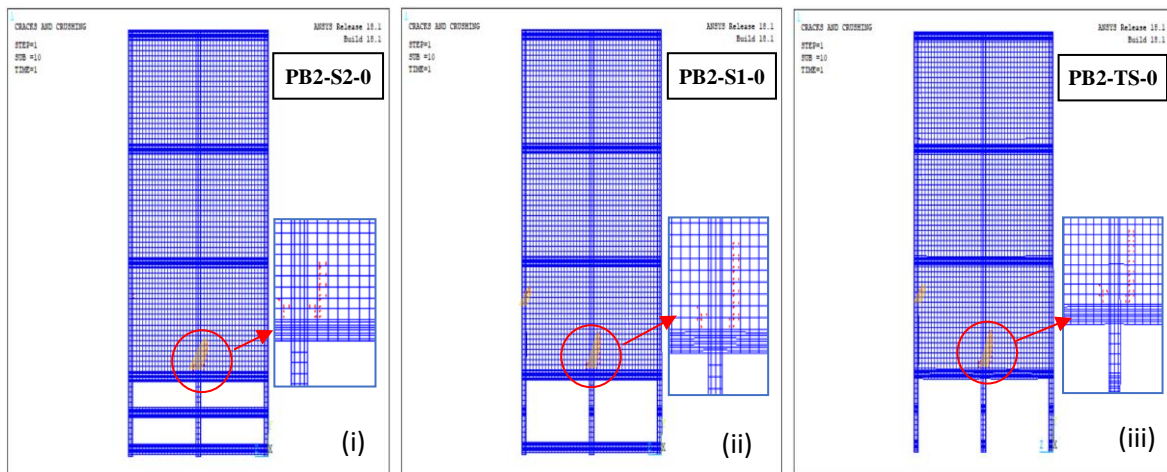 1
CRACKS AND CRUSHING
STEP=1
SUB =10
TIME=1
ANSYS Release 18.1
Build 18.1
PB2-S2-0
(i)
1
CRACKS AND CRUSHING
STEP=1
SUB =10
TIME=1
ANSYS Release 18.1
Build 18.1
PB2-S1-0
(ii)
1
CRACKS AND CRUSHING
STEP=1
SUB =10
TIME=1
ANSYS Release 18.1
Build 18.1
PB2-TS-0
Z X
(iii)